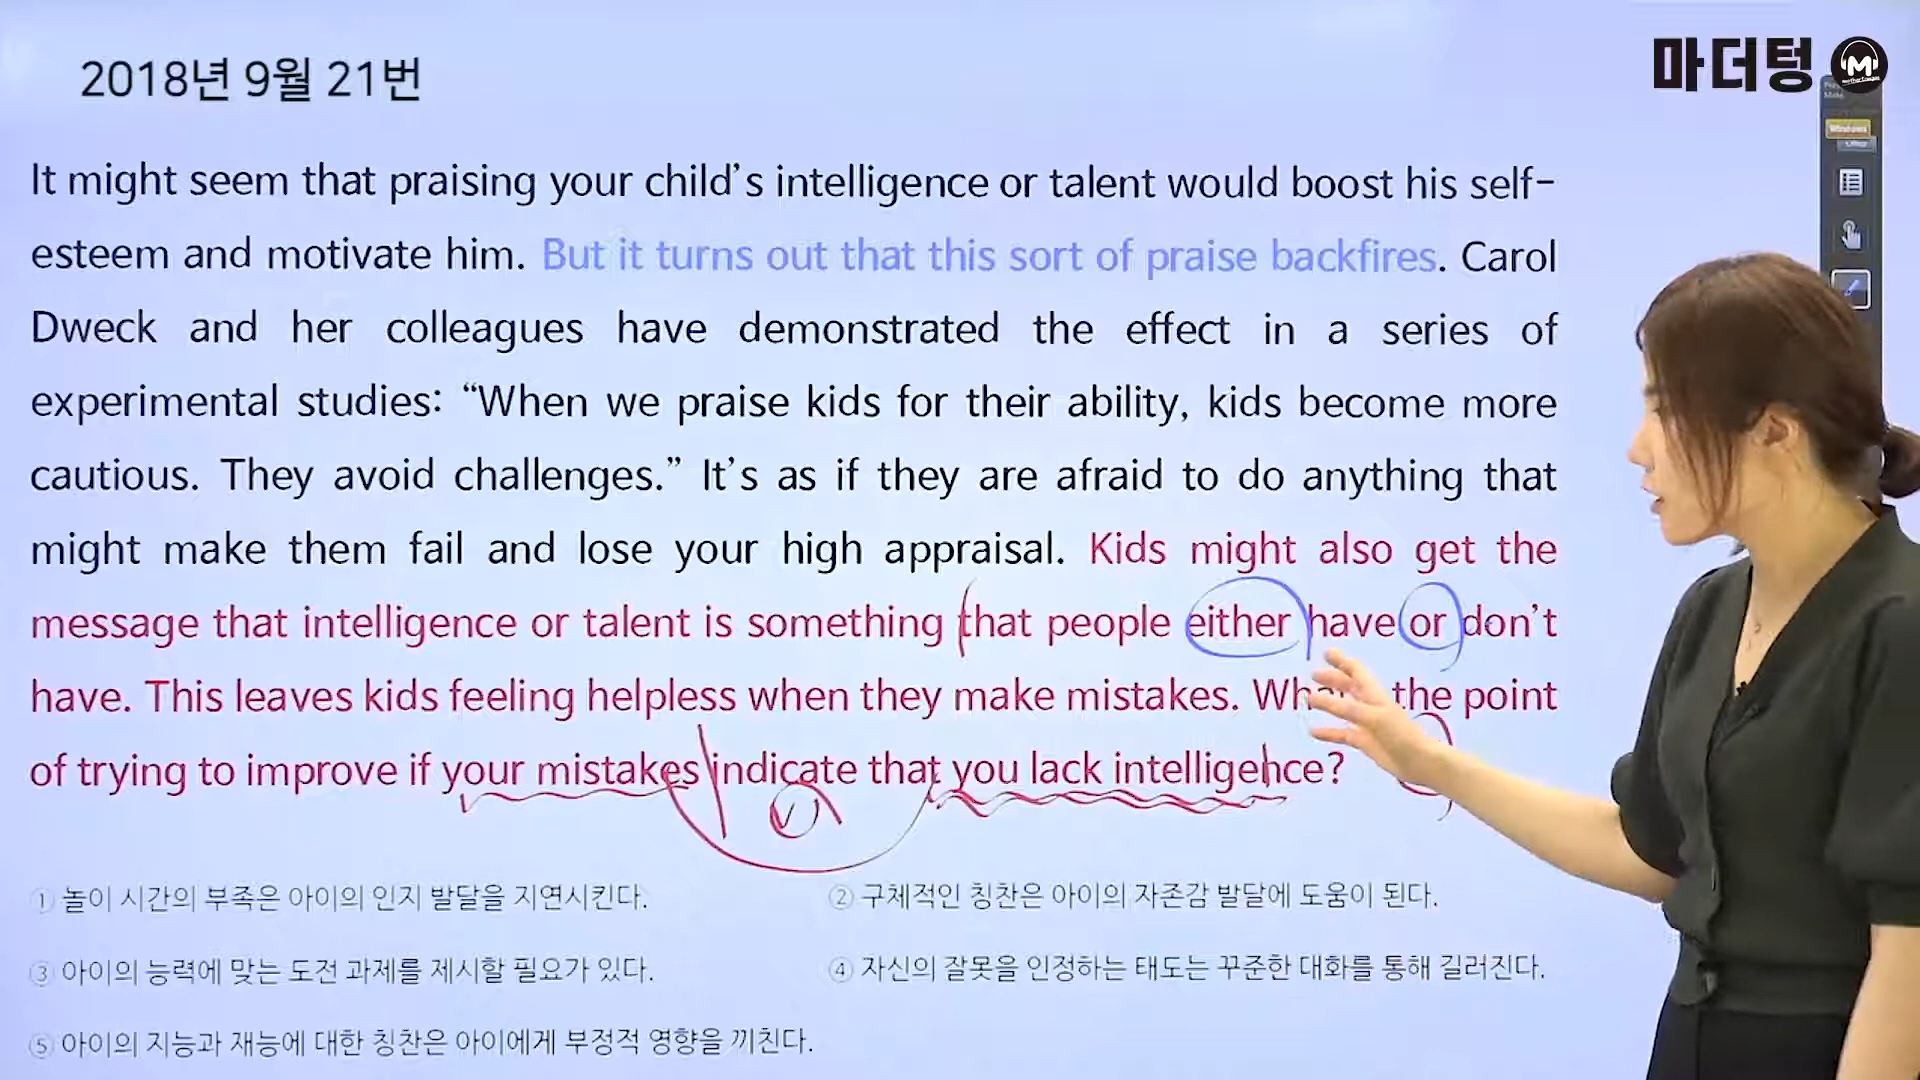 마더텅
M
2018년 9월 21번
It might seem that praising your child’s intelligence or talent would boost his self-
esteem and motivate him. But it turns out that this sort of praise backfires. Carol
Dweck and her colleagues have demonstrated the effect in a series of
experimental studies: “When we praise kids for their ability, kids become more
cautious. They avoid challenges.” It’s as if they are afraid to do anything that
might make them fail and lose your high appraisal. Kids might also get the
message that intelligence or talent is something that people either have or don’t
have. This leaves kids feeling helpless when they make mistakes. the point
of trying to improve if your mistakes indicate that you lack intelligence?
① 놀이 시간의 부족은 아이의 인지 발달을 지연시킨다.
② 구체적인 칭찬은 아이의 자존감 발달에 도움이 된다.
③ 아이의 능력에 맞는 도전 과제를 제시할 필요가 있다.
④ 자신의 잘못을 인정하는 태도는 꾸준한 대화를 통해 길러진다.
⑤ 아이의 지능과 재능에 대한 칭찬은 아이에게 부정적 영향을 끼친다.